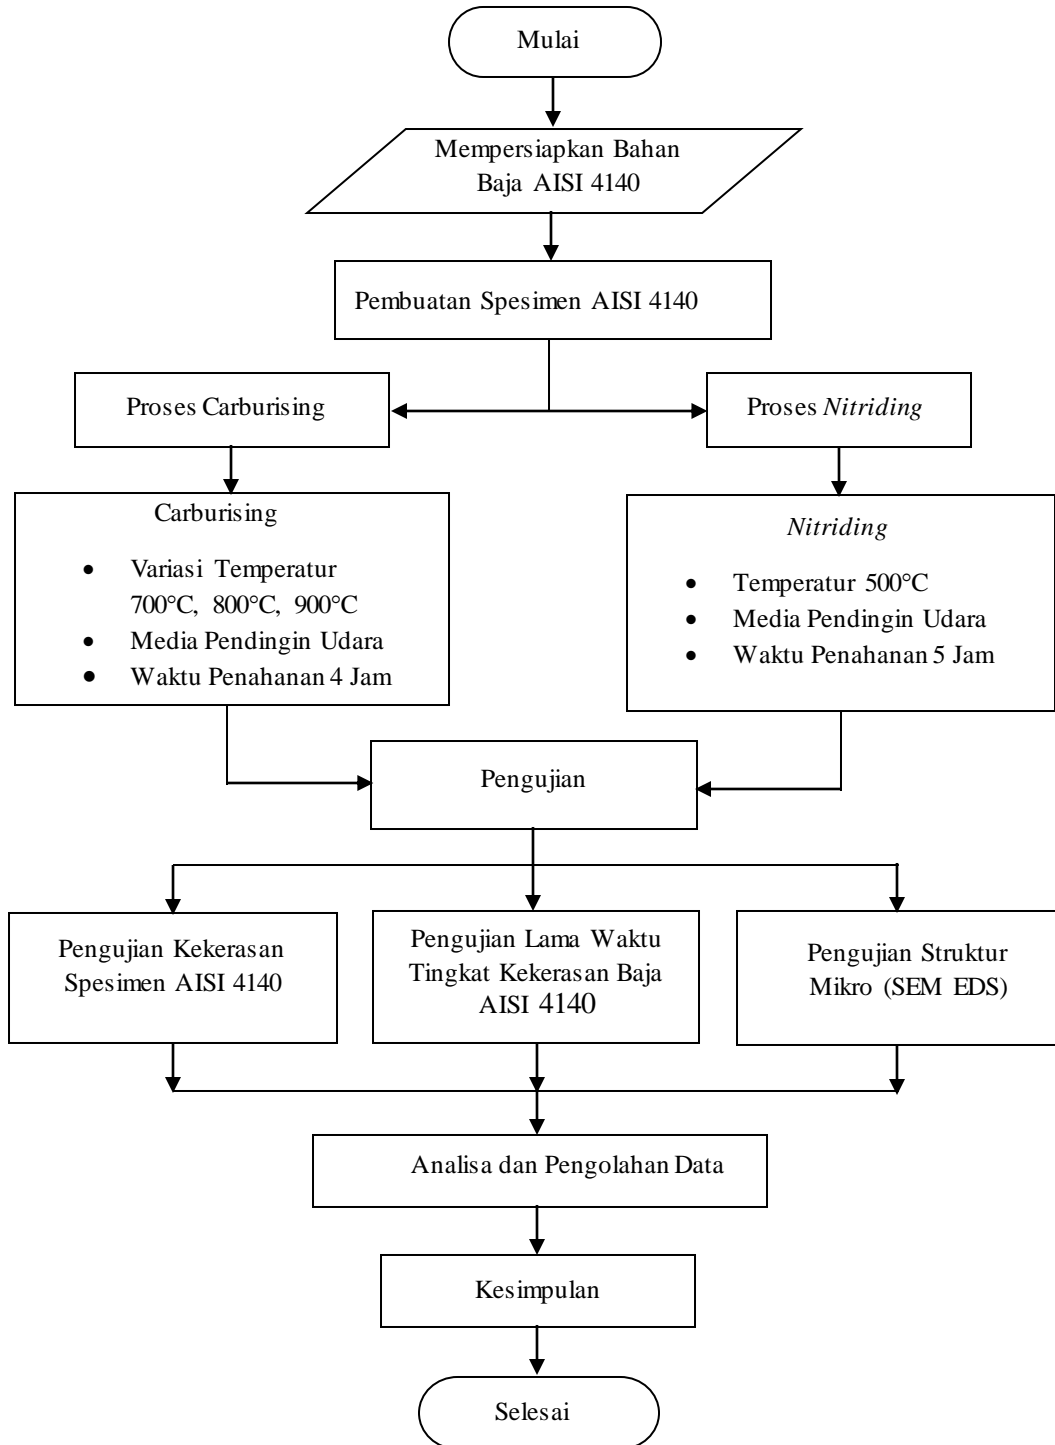 Mulai
Mempersiapkan Bahan
Baja AISI 4140
Pembuatan Spesimen AISI 4140
Proses Carburising
Proses Nitriding
Carburising
• Variasi Temperatur
700°C, 800°C, 900°C
• Media Pendingin Udara
• Waktu Penahanan 4 Jam
Nitriding
• Temperatur 500°C
• Media Pendingin Udara
• Waktu Penahanan 5 Jam
Pengujian
Pengujian Kekerasan
Spesimen AISI 4140
Pengujian Lama Waktu
Tingkat Kekerasan Baja
AISI 4140
Pengujian Struktur
Mikro (SEM EDS)
Analisa dan Pengolahan Data
Kesimpulan
Selesai